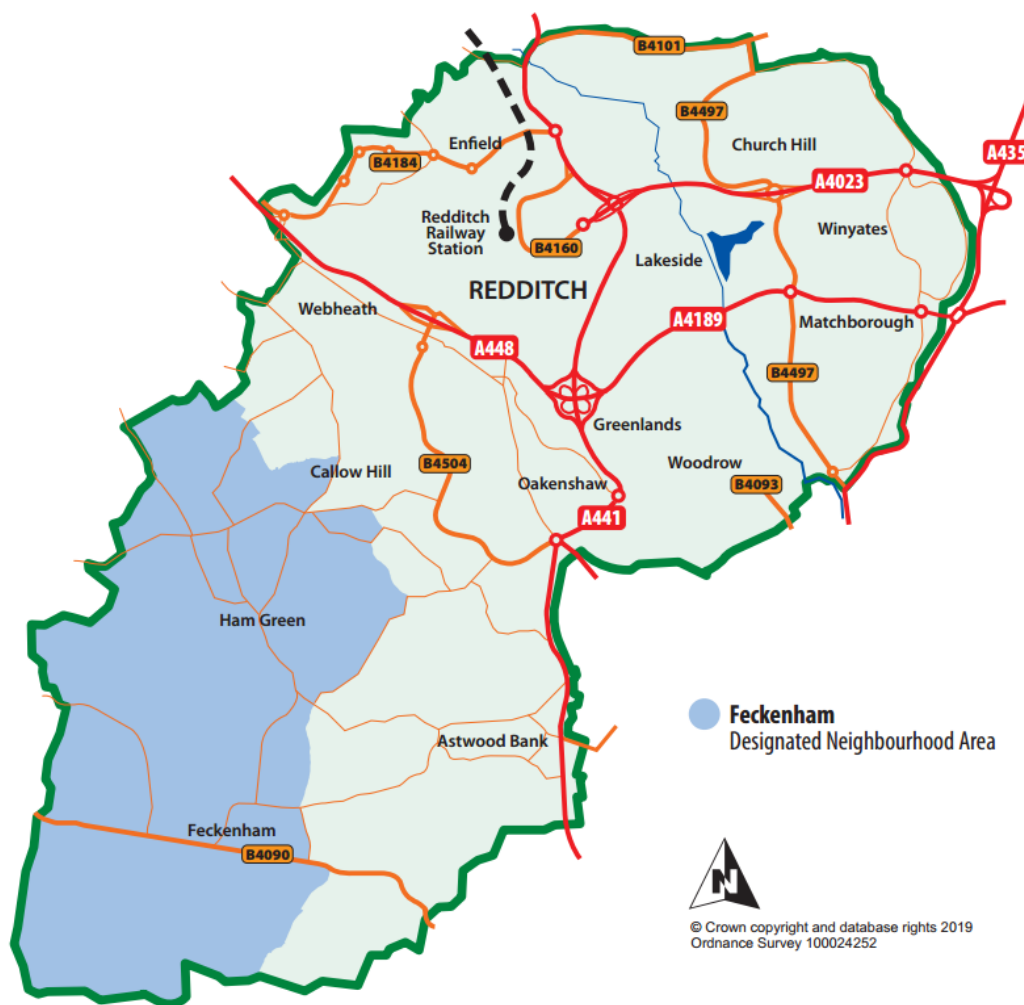 B4101
B4497
Church Hill
Enfield
A435
B4184
A4023
Redditch
Railway
Station
Winyates
B4160
Lakeside
REDDITCH
Webheath
A4189
Matchborough
A448
B4497
Greenlands
Callow Hill
B4504
Woodrow
Oakenshaw
B4093
A441
Ham Green
Feckenham
Designated Neighbourhood Area
Astwood Bank
Feckenham
B4090
N
© Crown copyright and database rights 2019
Ordnance Survey 100024252